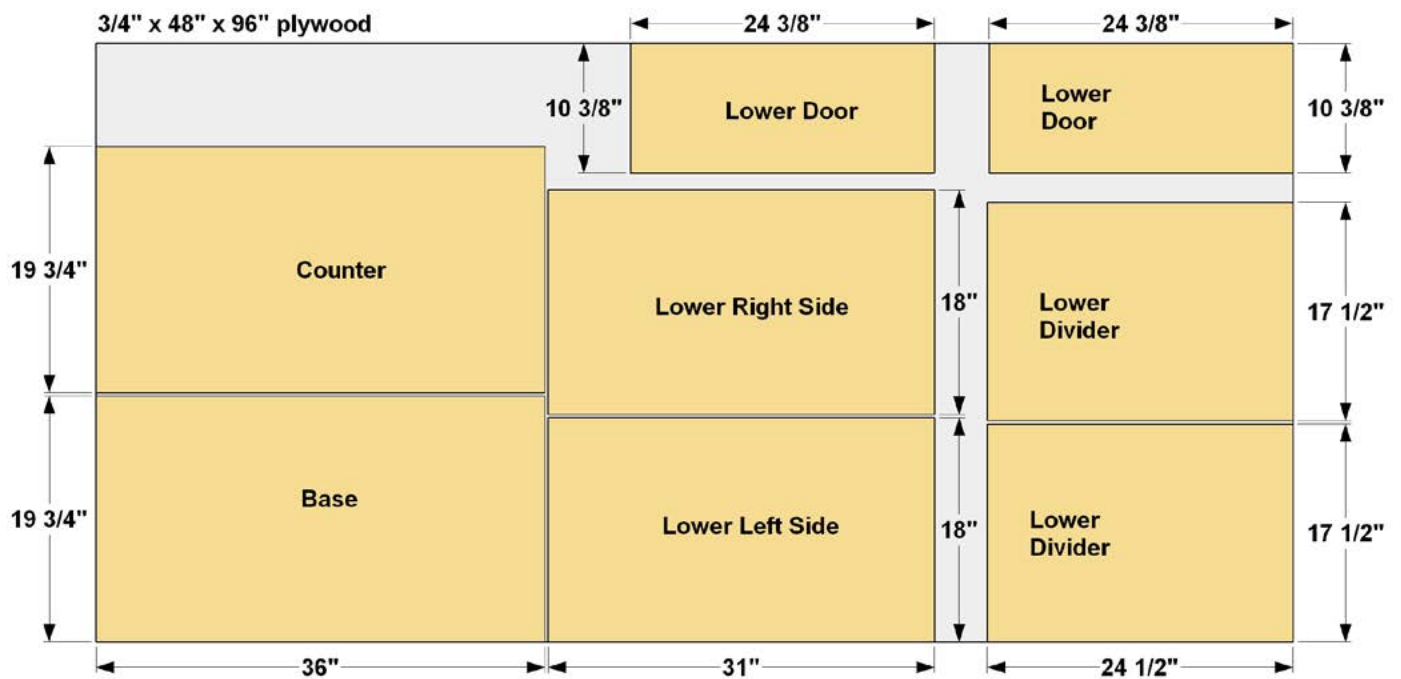 3/4" x 48" x 96" plywood
24 3/8"
24 3/8"
10 3/8"
Lower Door
Lower
Door
10 3/8"
19 3/4"
Counter
Lower Right Side
18"
Lower
Divider
17 1/2"
19 3/4"
Base
Lower Left Side
18"
Lower
Divider
17 1/2"
36"
31"
24 1/2"